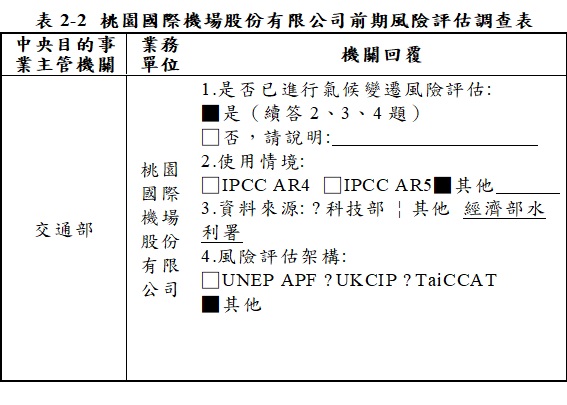 表 2-2 桃園國際機場股份有限公司前期風險評估調查表
中央目的事
業主管機關
業務
單位
機關回覆
交通部
桃園
國際
機場
股份
有限
公司
1.是否已進行氣候變遷風險評估:
■是（續答 2、3、4 題）
□否，請說明:____________________
2.使用情境:
□IPCC AR4 □IPCC AR5■其他______
3.資料來源:？科技部 ¦ 其他 經濟部水
利署
4.風險評估架構:
□UNEP APF ?UKCIP ?TaiCCAT
■其他